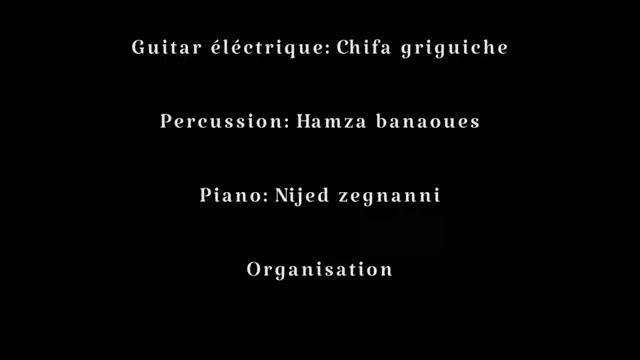 Guitar éléctrique: Chifa griguiche
Percussion: Hamza banaoues
Piano: Nijed zegnanni
Organisation